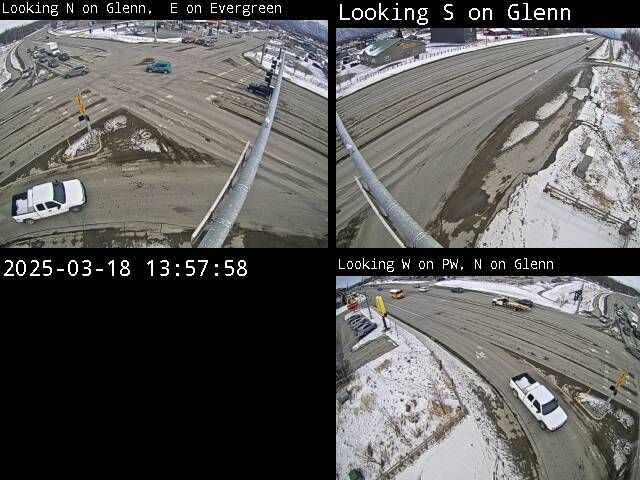 Looking N on Glenn,  E on Evergreen
Looking S on Glenn
2025-03-18 13:57:58
Looking W on PW, N on Glenn